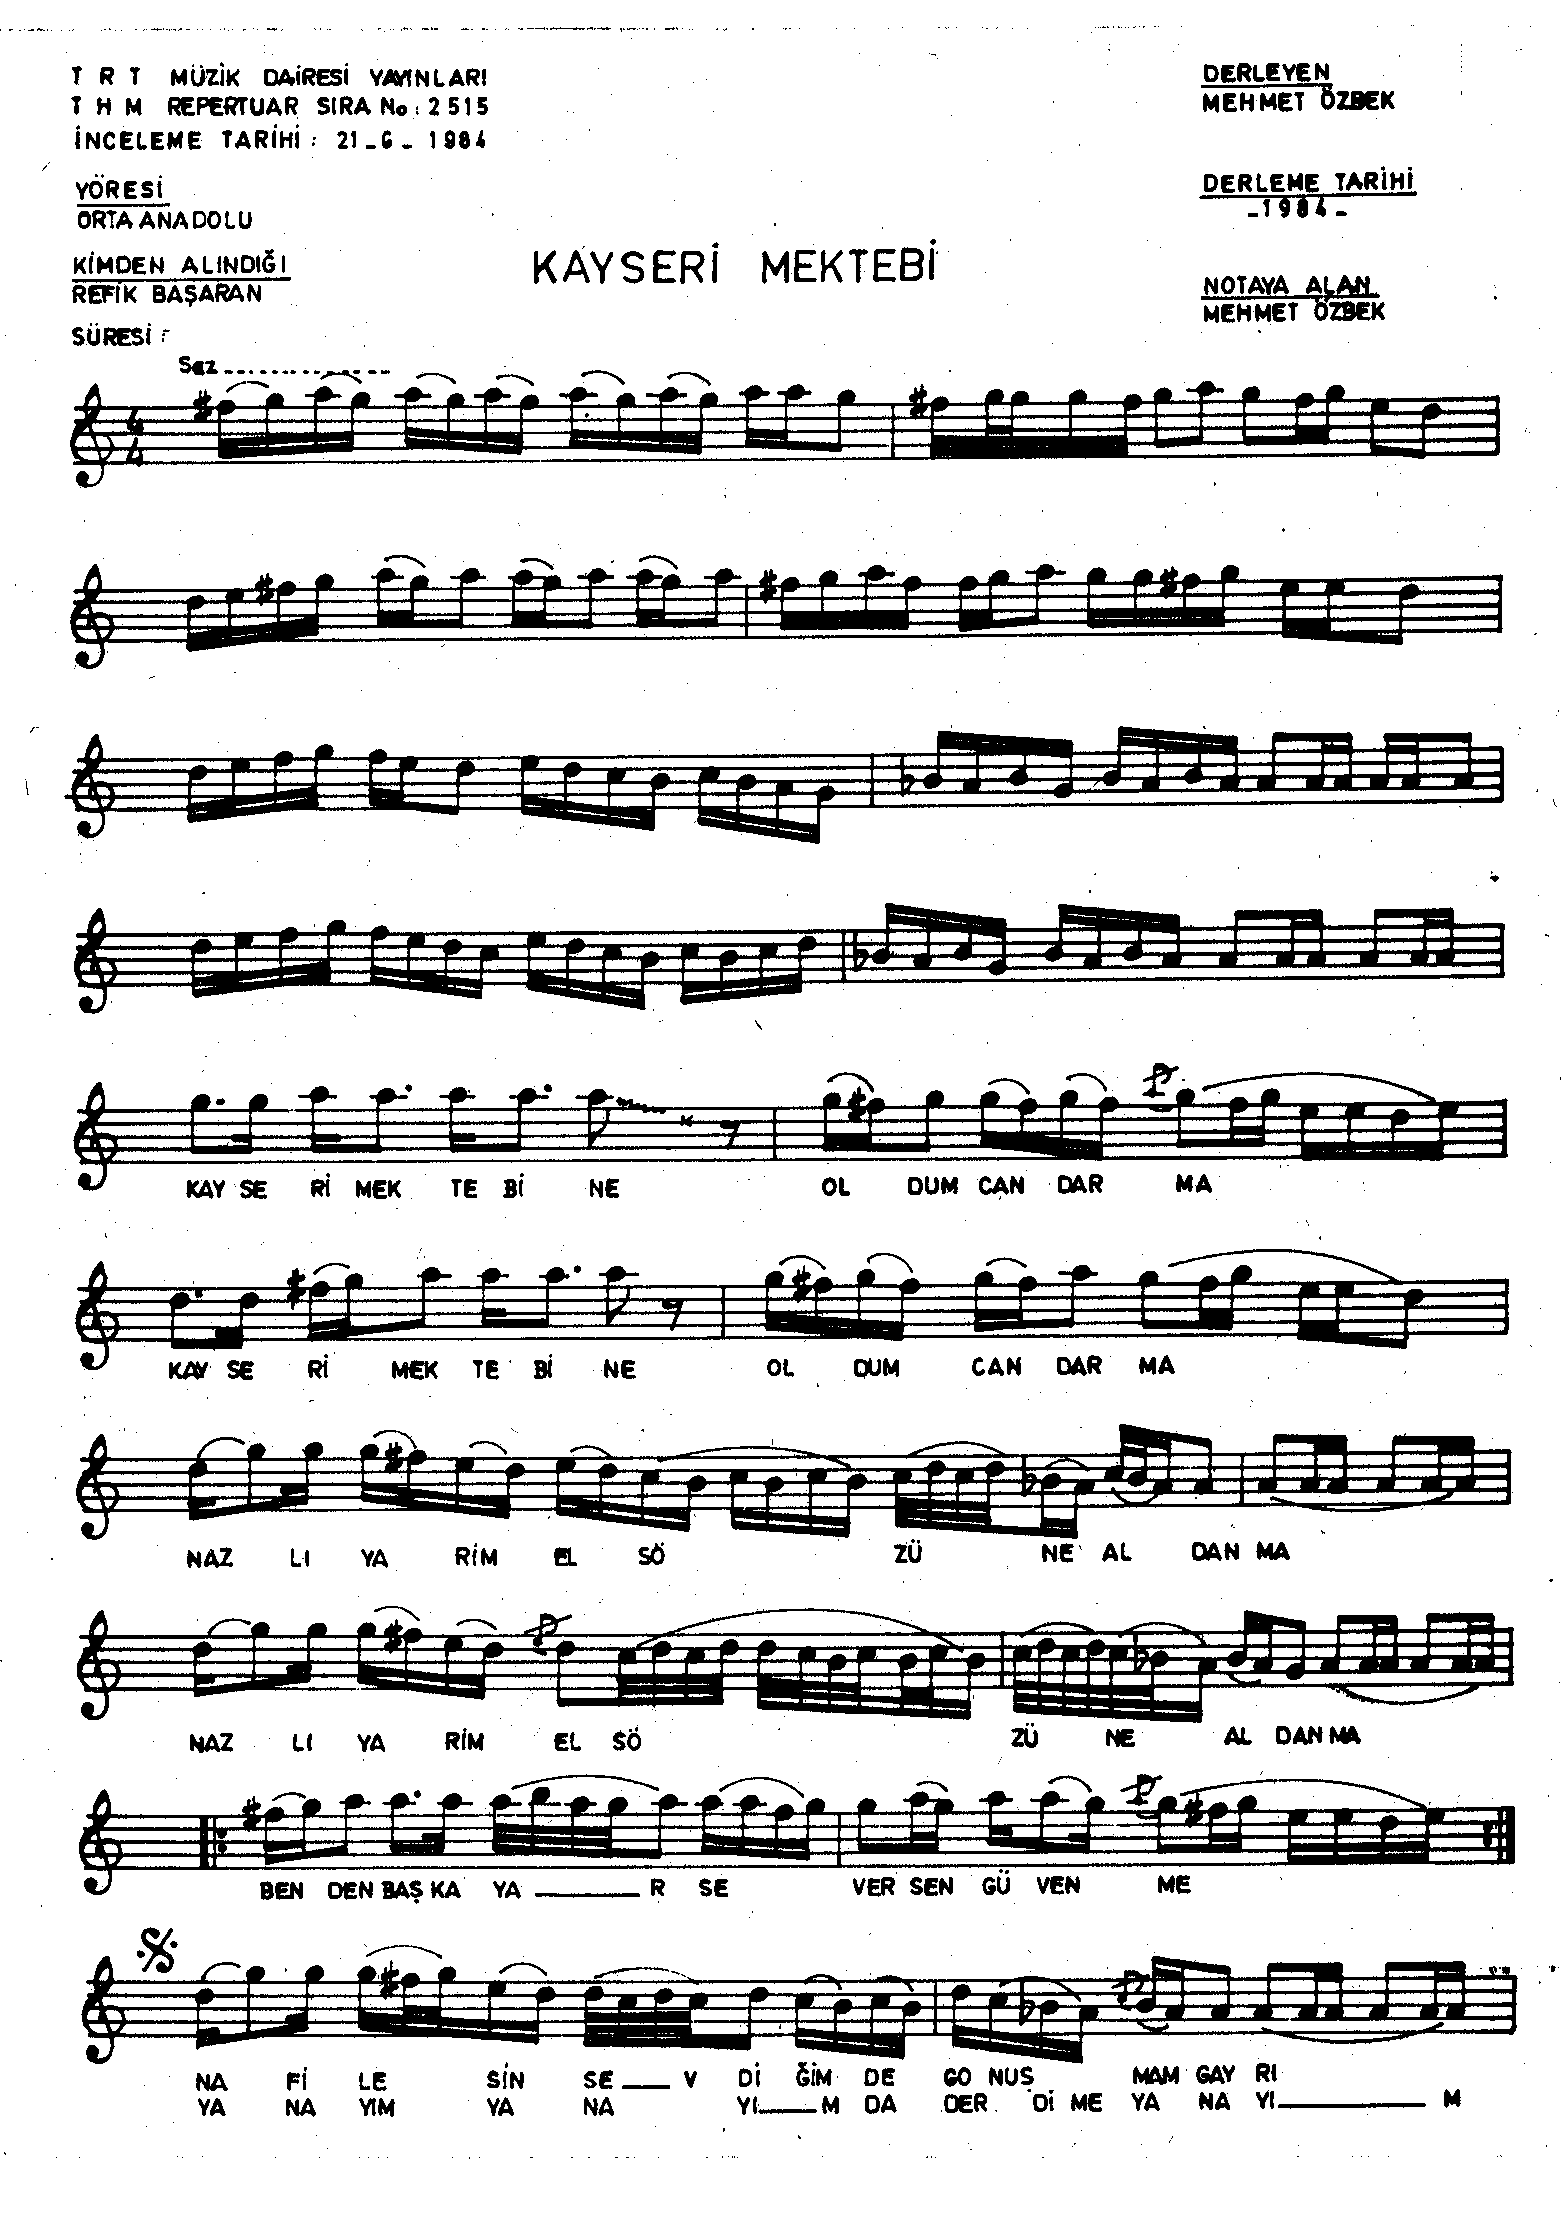 T R T MÜZİK DAİRESİ YAYINLARI
T H M REPERTUAR SIRA No: 2515
İNCELEME TARİHİ: 21-6-1984
YÖRESİ
ORTA ANADOLU
KİMDEN ALINDIĞI
REFİK BAŞARAN
SÜRESİ:
DERLEYEN
MEHMET ÖZBEK
DERLEME TARİHİ
-1984-
NOTAYA ALAN
MEHMET ÖZBEK
KAYSERİ MEKTEBİ
Saz
4
4
KAY SE Rİ MEK TE Bİ NE OL DUM CAN DAR MA
KAY SE Rİ MEK TE Bİ NE OL DUM CAN DAR MA
NAZ LI YA RİM EL SÖ ZÜ NE AL DAN MA
NAZ LI YA RİM EL SÖ ZÜ NE AL DAN MA
BEN DEN BAŞ KA YA R SE VER SEN GÜ VEN ME
NA Fİ LE SİN SE V Dİ ĞİM DE GO NUS MAM GAY RI
YA NA YIM YA NA YI M DA DER Dİ ME YA NA YI M